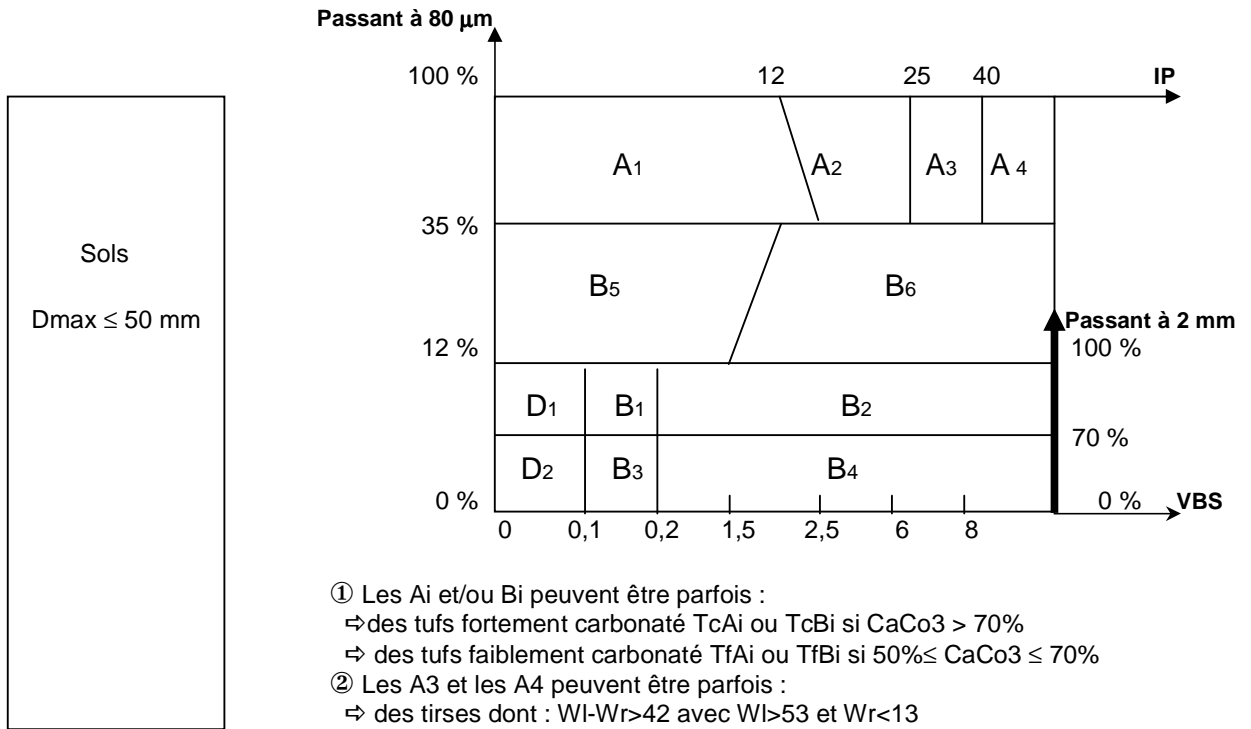 Passant à 80 µm
100 % 12 25 40 IP
A1 A2 A3 A 4
35 %
Sols
B5 B6
Dmax ≤ 50 mm
Passant à 2 mm
12 % 100 %
D1 B1 B2
70 %
D2 B3 B4
0 % 0 % VBS
0 0,1 0,2 1,5 2,5 6 8
① Les Ai et/ou Bi peuvent être parfois :
⇨des tufs fortement carbonaté TcAi ou TcBi si CaCo3 > 70%
⇨ des tufs faiblement carbonaté TfAi ou TfBi si 50%≤ CaCo3 ≤ 70%
② Les A3 et les A4 peuvent être parfois :
⇨ des tirses dont : Wl-Wr>42 avec Wl>53 et Wr<13